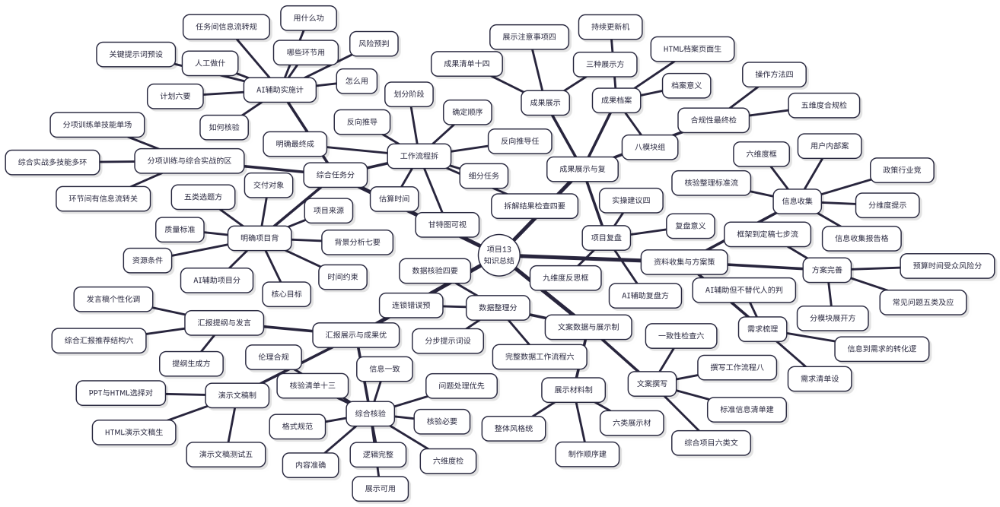 用什么功
任务间信息流转规
持续更新机
展示注意事项四
风险预判
HTML档案页面生
哪些环节用
关键提示词预设
人工做什
成果清单十四
三种展示方
操作方法四
怎么用
档案意义
AI辅助实施计
划分阶段
计划六要
成果展示
成果档案
五维度合规检
确定顺序
合规性最终检
分项训练单技能单场
如何核验
反向推导
明确最终成
反向推导任
八模块组
用户内部案
六维度框
工作流程拆
综合实战多技能多环
分项训练与综合实战的区
成果展示与复
政策行业竞
综合任务分
细分任务
交付对象
核验整理标准流
环节间有信息流转关
五类选题方
估算时间
信息收集
实操建议四
拆解结果检查四要
分维度提示
项目来源
甘特图可视
复盘意义
质量标准
框架到定稿七步流
明确项目背
项目复盘
信息收集报告格
背景分析七要
项目13
知识总结
资源条件
资料收集与方案策
预算时间受众风险分
数据核验四要
方案完善
时间约束
九维度反思框
AI辅助项目分
AI辅助但不替代人的判
核心目标
AI辅助复盘方
发言稿个性化调
连锁错误预
常见问题五类及应
数据整理分
分模块展开方
汇报提纲与发言
文案数据与展示制
需求梳理
汇报展示与成果优
一致性检查六
综合汇报推荐结构六
分步提示词设
信息到需求的转化逻
伦理合规
完整数据工作流程六
提纲生成方
信息一致
撰写工作流程八
需求清单设
核验清单十三
问题处理优先
文案撰写
展示材料制
PPT与HTML选择对
演示文稿制
标准信息清单建
综合核验
核验必要
六类展示材
格式规范
整体风格统
HTML演示文稿生
综合项目六类文
演示文稿测试五
逻辑完整
制作顺序建
六维度检
内容准确
展示可用